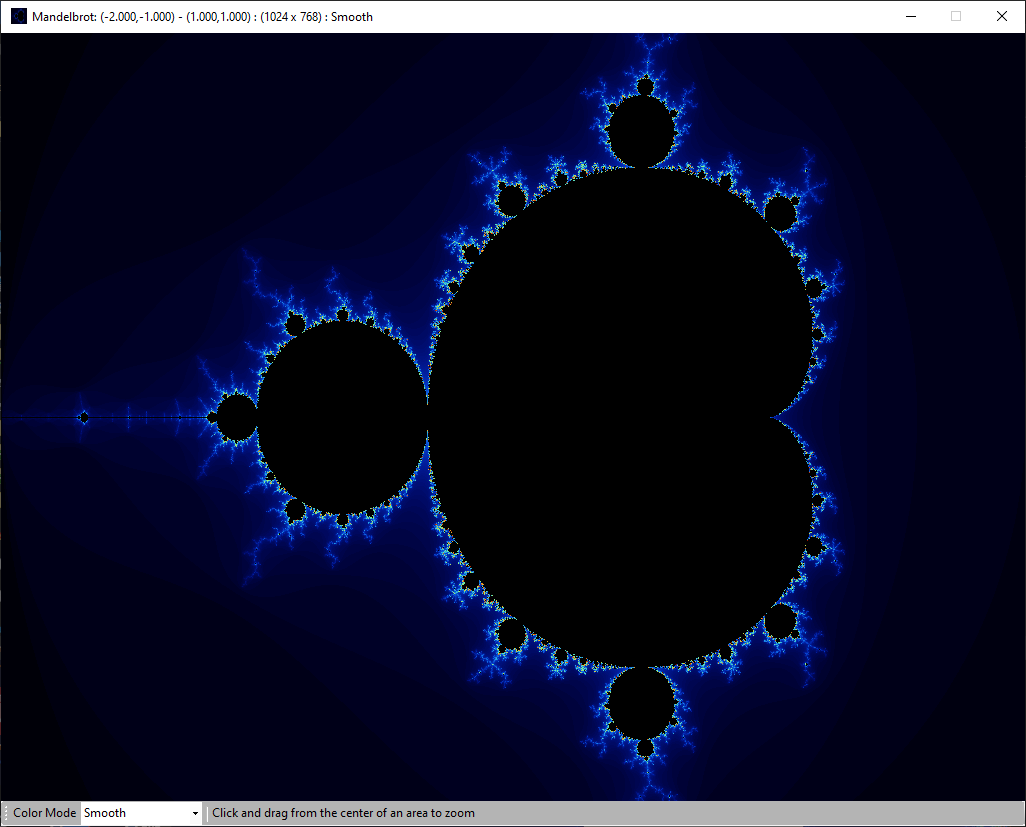 Mandelbrot: (-2.000,-1.000) - (1.000,1.000) : (1024 x 768) : Smooth
Color Mode Smooth Click and drag from the center of an area to zoom